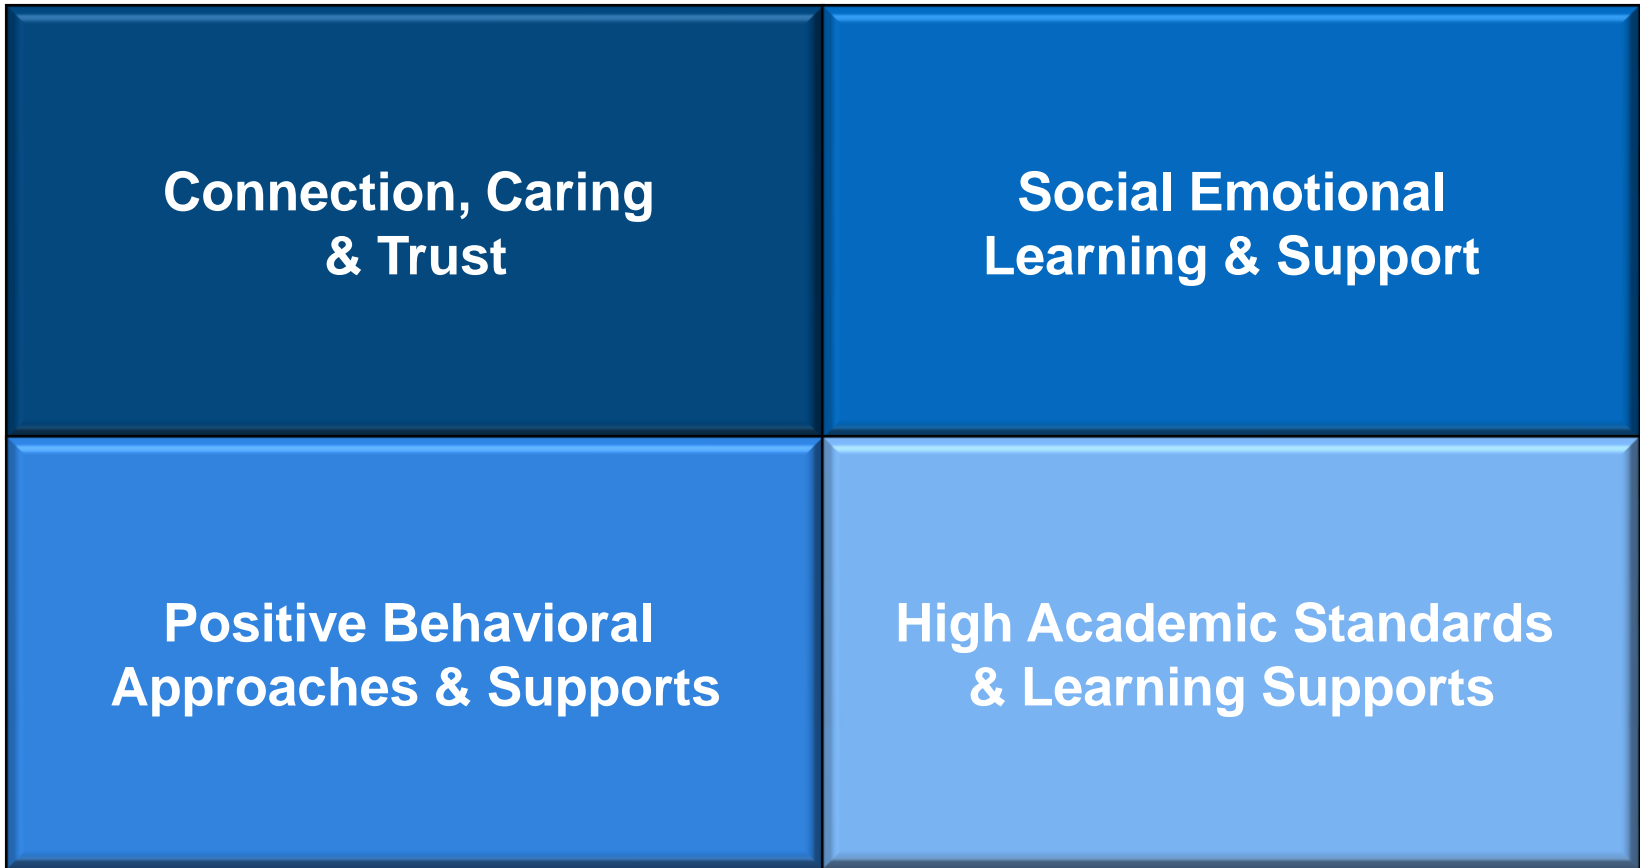 Connection, Caring
& Trust
Social Emotional
Learning & Support
Positive Behavioral
Approaches & Supports
High Academic Standards
& Learning Supports